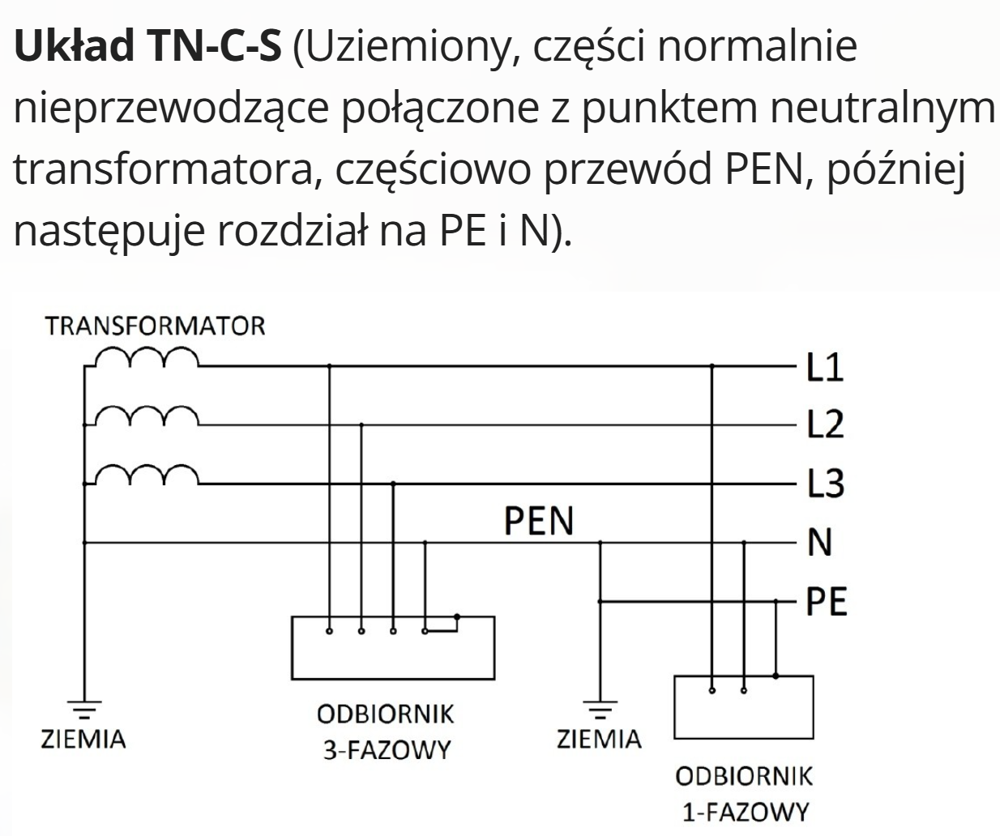 Układ TN-C-S (Uziemiony, części normalnie
nieprzewodzące połączone z punktem neutralnym
transformatora, częściowo przewód PEN, później
następuje rozdział na PE i N).
TRANSFORMATOR
L1
L2
L3
PEN
N
PE
ZIEMIA
ODBIORNIK
3-FAZOWY
ZIEMIA
ODBIORNIK
1-FAZOWY